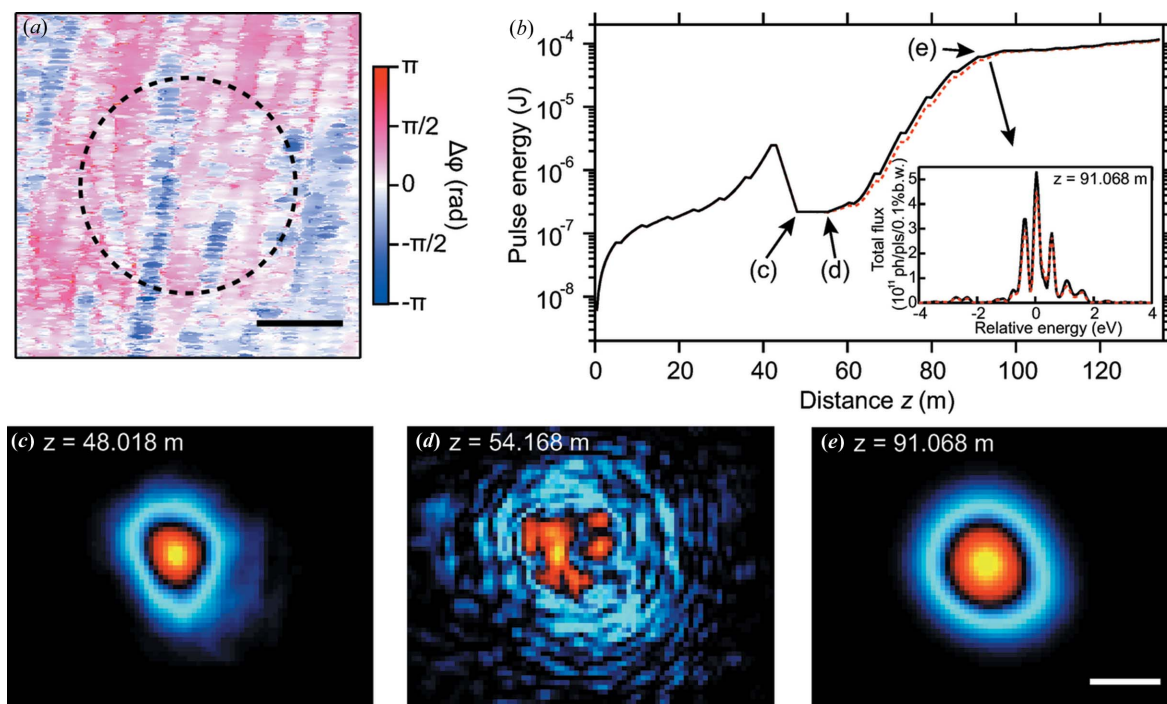 (a)
π
π/2
0
-π/2
-π
Δφ (rad)
(b)
10⁻⁴
10⁻⁵
10⁻⁶
10⁻⁷
10⁻⁸
Pulse energy (J)
(e)
(c)
(d)
z = 91.068 m
5
4
2
0
Total flux
(10¹¹ ph/pls/0.1%b.w.)
-4 -2 0 2 4
Relative energy (eV)
0 20 40 60 80 100 120
Distance z (m)
(c) z = 48.018 m
(d) z = 54.168 m
(e) z = 91.068 m